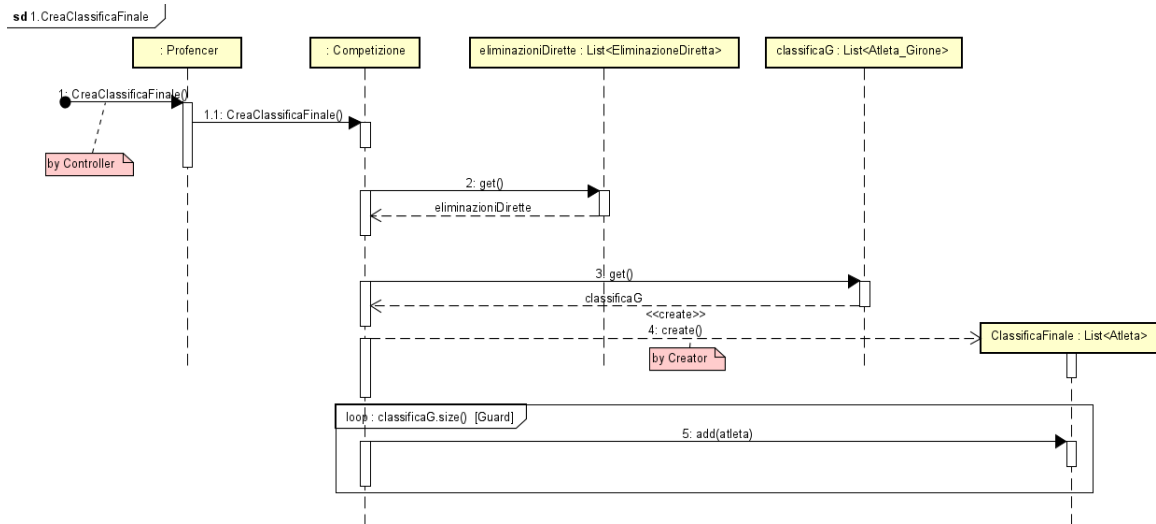 sd 1.CreaClassificaFinale
: Profencer
: Competizione
eliminazioniDirette : List<EliminazioneDiretta>
classificaG : List<Atleta_Girone>
1: CreaClassificaFinale()
1.1: CreaClassificaFinale()
by Controller
2: get()
eliminazioniDirette
3: get()
classificaG
<<create>>
4: create()
ClassificaFinale : List<Atleta>
by Creator
loop : classificaG.size() [Guard]
5: add(atleta)